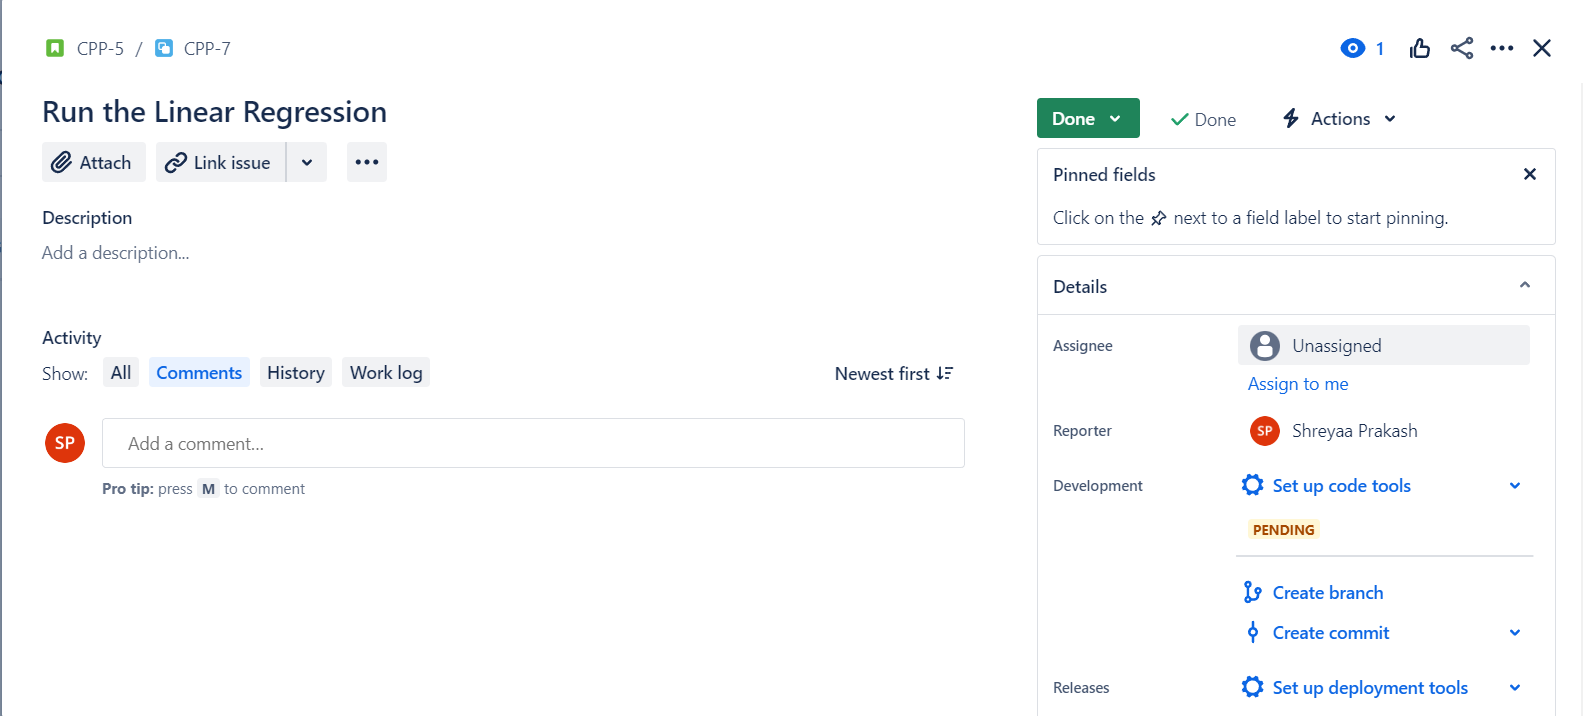 CPP-5 / CPP-7
1
Run the Linear Regression
Done
Done
Actions
Attach
Link issue
Pinned fields
Click on the next to a field label to start pinning.
Description
Add a description...
Details
Activity
Show: All Comments History Work log
Newest first
Assignee
Unassigned
Assign to me
SP
Add a comment...
Pro tip: press M to comment
Reporter
SP Shreyaa Prakash
Development
Set up code tools
PENDING
Create branch
Create commit
Releases
Set up deployment tools